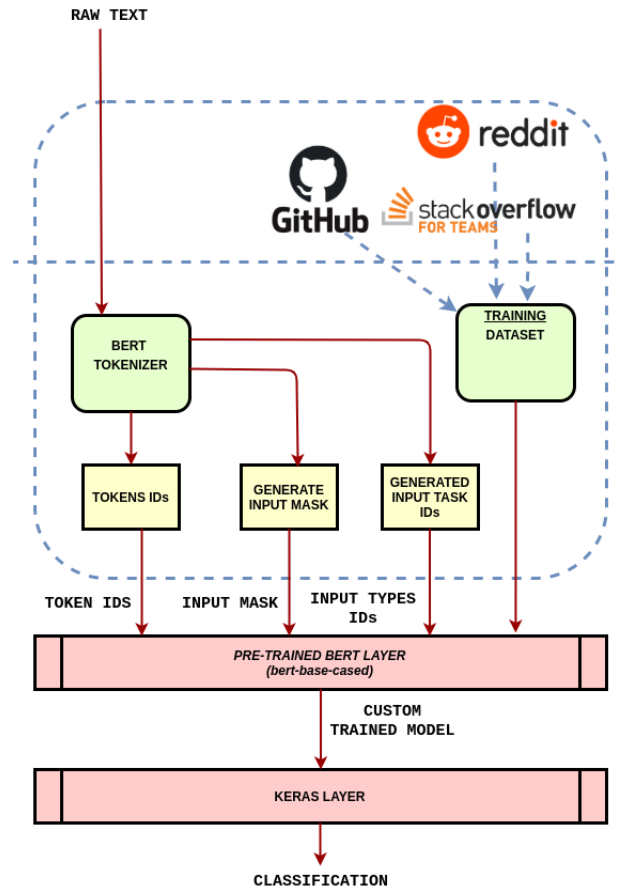 RAW TEXT
reddit
GitHub
stackoverflow
FOR TEAMS
TRAINING
DATASET
BERT
TOKENIZER
TOKENS IDs
GENERATE
INPUT MASK
GENERATED
INPUT TASK
IDs
TOKEN IDS
INPUT MASK
INPUT TYPES
IDs
PRE-TRAINED BERT LAYER
(bert-base-cased)
CUSTOM
TRAINED MODEL
KERAS LAYER
CLASSIFICATION